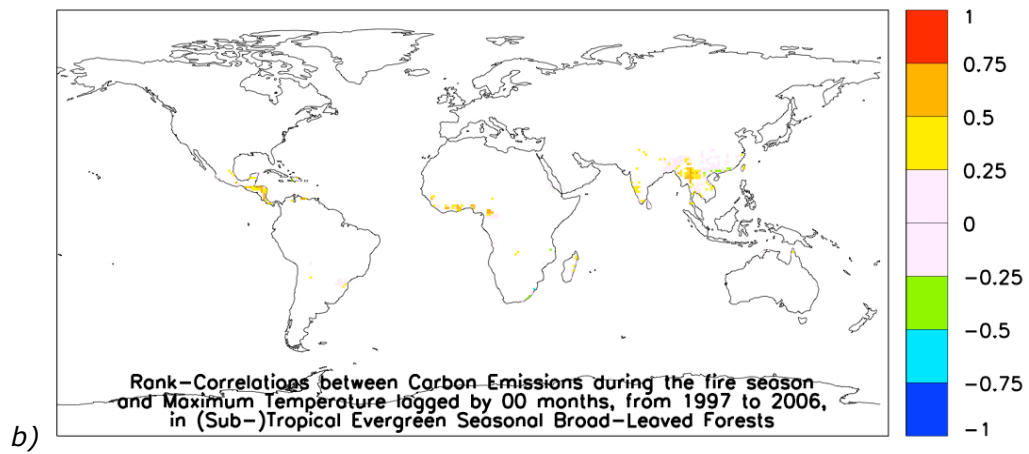 1
0.75
0.5
0.25
0
-0.25
-0.5
-0.75
-1
Rank-Correlations between Carbon Emissions during the fire season
and Maximum Temperature lagged by 00 months, from 1997 to 2006,
in (Sub-)Tropical Evergreen Seasonal Broad-Leaved Forests
b)